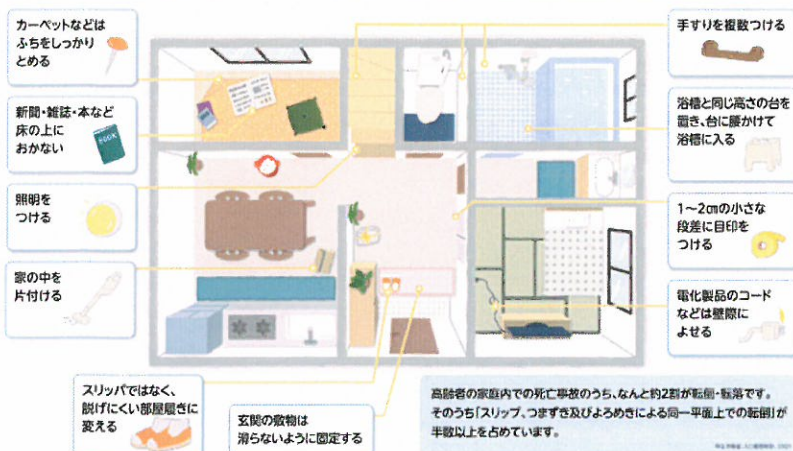 カーペットなどは
ふちをしっかり
とめる
新聞・雑誌・本など
床の上に
おかない
BOOK
照明を
つける
家の中を
片付ける
スリッパではなく、
脱げにくい部屋履きに
変える
玄関の敷物は
滑らないように固定する
手すりを複数つける
浴槽と同じ高さの台を
置き、台に腰かけて
浴槽に入る
1～2cmの小さな
段差に目印を
つける
電化製品のコード
などは壁際に
よせる
高齢者の家庭内での死亡事故のうち、なんと約2割が転倒・転落です。
そのうち「スリップ、つまずき及びよろめきによる同一平面上での転倒」が
半数以上を占めています。